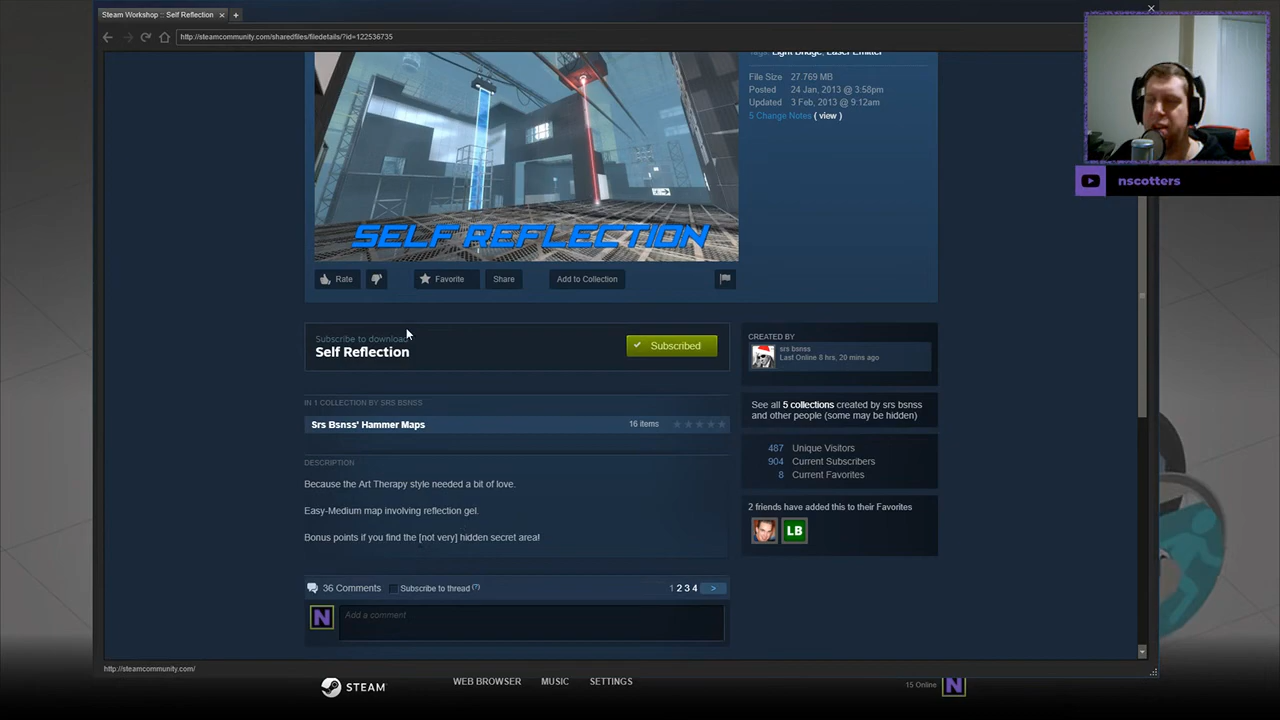 Steam Workshop :: Self Reflection
http://steamcommunity.com/sharedfiles/filedetails/?id=122536735
Light Bridge, Laser Emitter
File Size 27.769 MB
Posted 24 Jan, 2013 @ 3.58pm
Updated 3 Feb, 2013 @ 9.12am
5 Change Notes ( view )
nscotters
SELF REFLECTION
Rate
Favorite
Share
Add to Collection
Subscribe to download
Self Reflection
Subscribed
CREATED BY
srs bsnss
Last Online 8 hrs, 20 mins ago
IN 1 COLLECTION BY SRS BSNSS
Srs Bsnss' Hammer Maps 16 items
See all 5 collections created by srs bsnss
and other people (some may be hidden)
DESCRIPTION
Because the Art Therapy style needed a bit of love.
Easy-Medium map involving reflection gel.
Bonus points if you find the [not very] hidden secret area!
487 Unique Visitors
904 Current Subscribers
8 Current Favorites
2 friends have added this to their Favorites
LB
36 Comments Subscribe to thread (?) 1 2 3 4 >
N Add a comment
http://steamcommunity.com/
STEAM WEB BROWSER MUSIC SETTINGS 15 Online N